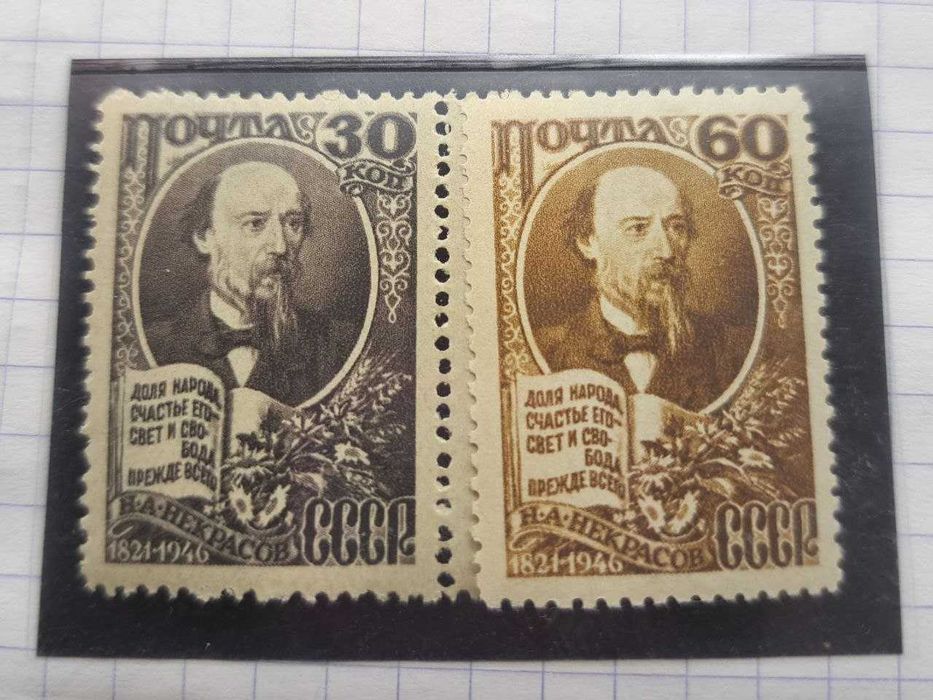 ПОЧТА 30
КОП
ДОЛЯ НАРОДА,
СЧАСТЬЕ ЕГО—
СВЕТ И СВО-
БОДА
ПРЕЖДЕ ВСЕГО
Н·А·НЕКРАСОВ
1821-1946
СССР
ПОЧТА 60
КОП
ДОЛЯ НАРОДА,
СЧАСТЬЕ ЕГО—
СВЕТ И СВО-
БОДА
ПРЕЖДЕ ВСЕГО
Н·А·НЕКРАСОВ
1821-1946
СССР